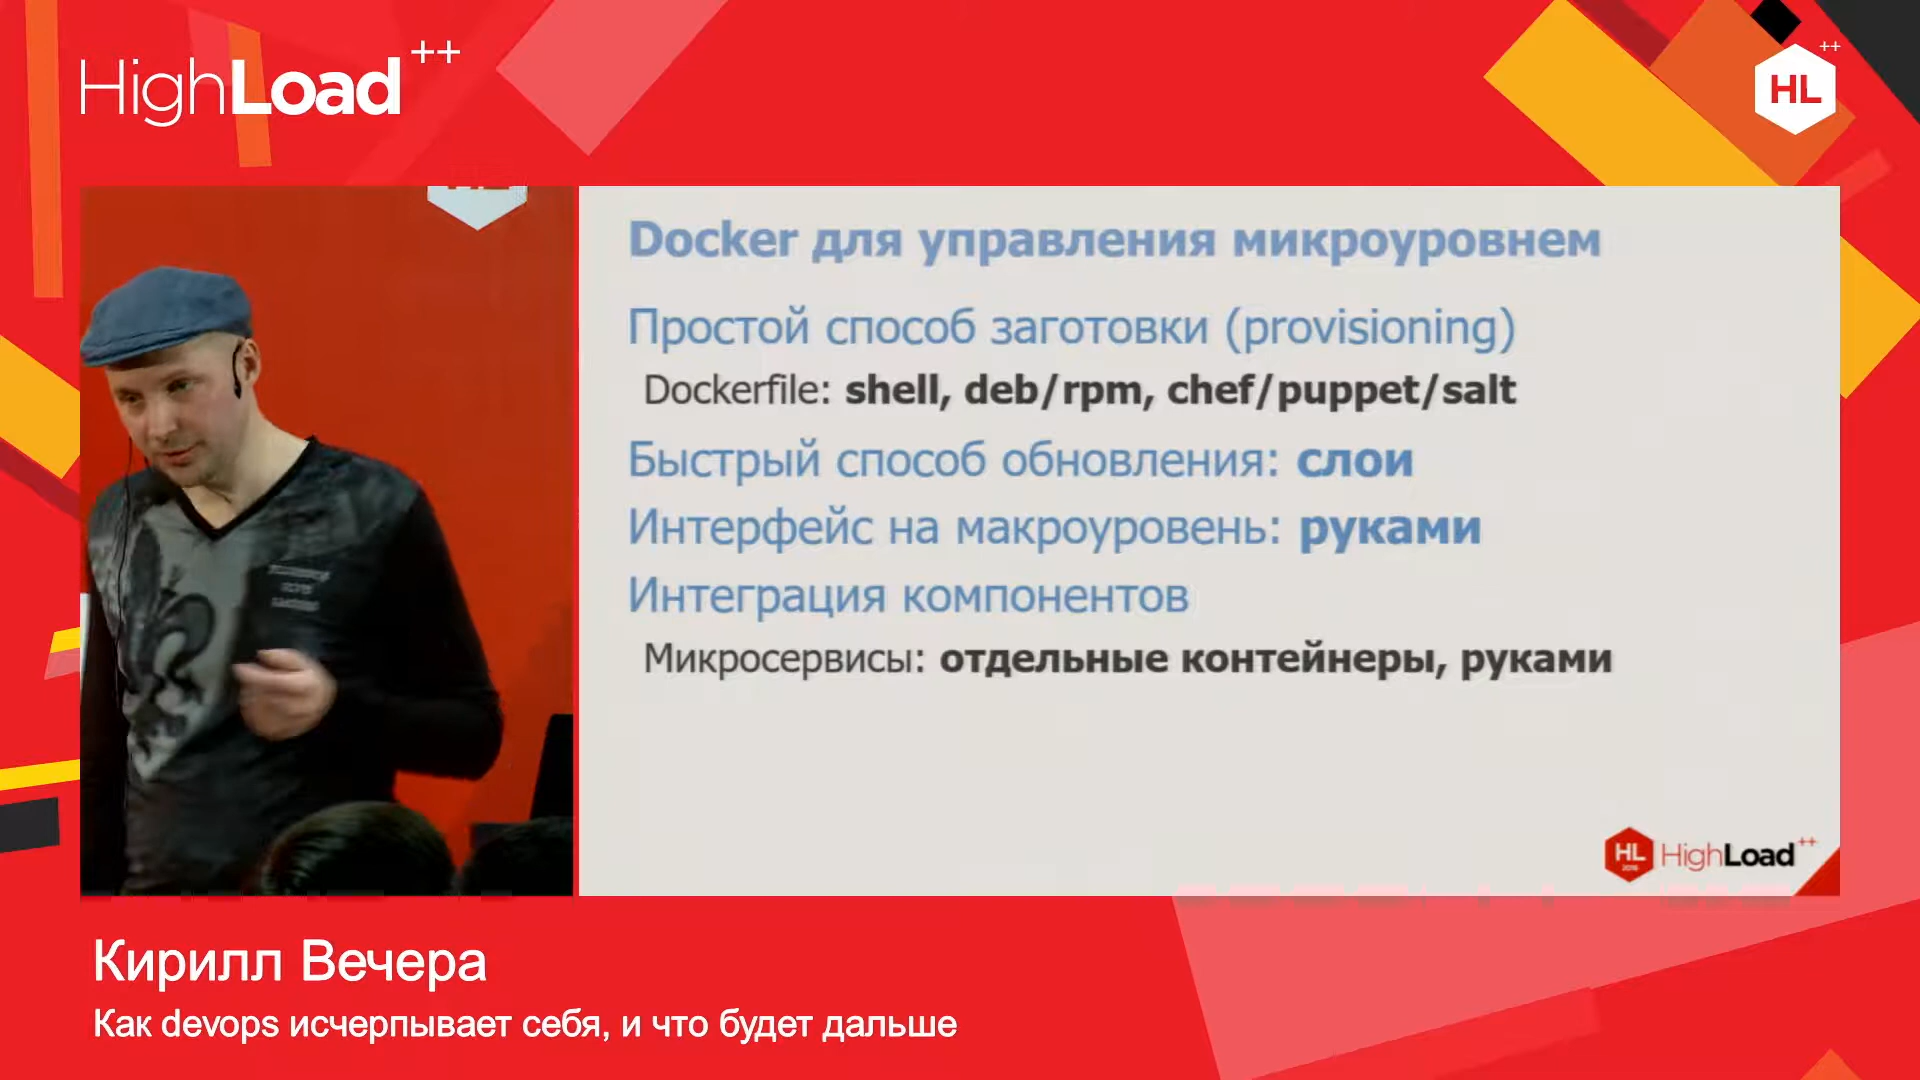 HighLoad++
HL++
Docker для управления микроуровнем
Простой способ заготовки (provisioning)
Dockerfile: shell, deb/rpm, chef/puppet/salt
Быстрый способ обновления: слои
Интерфейс на макроуровень: руками
Интеграция компонентов
Микросервисы: отдельные контейнеры, руками
HL HighLoad++
Кирилл Вечера
Как devops исчерпывает себя, и что будет дальше